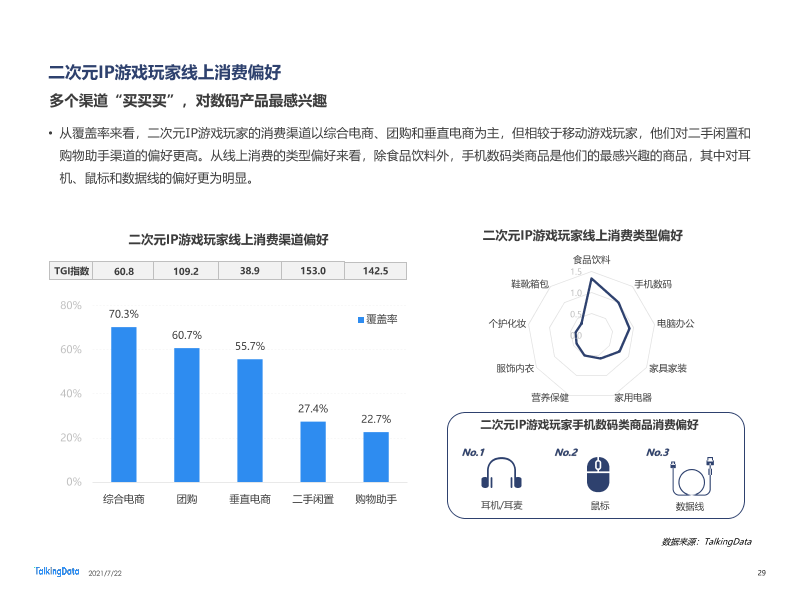 二次元IP游戏玩家线上消费偏好
多个渠道“买买买”，对数码产品最感兴趣
• 从覆盖率来看，二次元IP游戏玩家的消费渠道以综合电商、团购和垂直电商为主，但相较于移动游戏玩家，他们对二手闲置和
购物助手渠道的偏好更高。从线上消费的类型偏好来看，除食品饮料外，手机数码类商品是他们的最感兴趣的商品，其中对耳
机、鼠标和数据线的偏好更为明显。
二次元IP游戏玩家线上消费渠道偏好
TGI指数 60.8 109.2 38.9 153.0 142.5
80%
60%
40%
20%
0%
覆盖率
70.3%
60.7%
55.7%
27.4%
22.7%
综合电商 团购 垂直电商 二手闲置 购物助手
二次元IP游戏玩家线上消费类型偏好
食品饮料
手机数码
电脑办公
家具家装
家用电器
营养保健
服饰内衣
个护化妆
鞋靴箱包
1.5
1.0
0.5
0.0
二次元IP游戏玩家手机数码类商品消费偏好
No.1 No.2 No.3
耳机/耳麦 鼠标 数据线
数据来源：TalkingData
TalkingData 2021/7/22 29